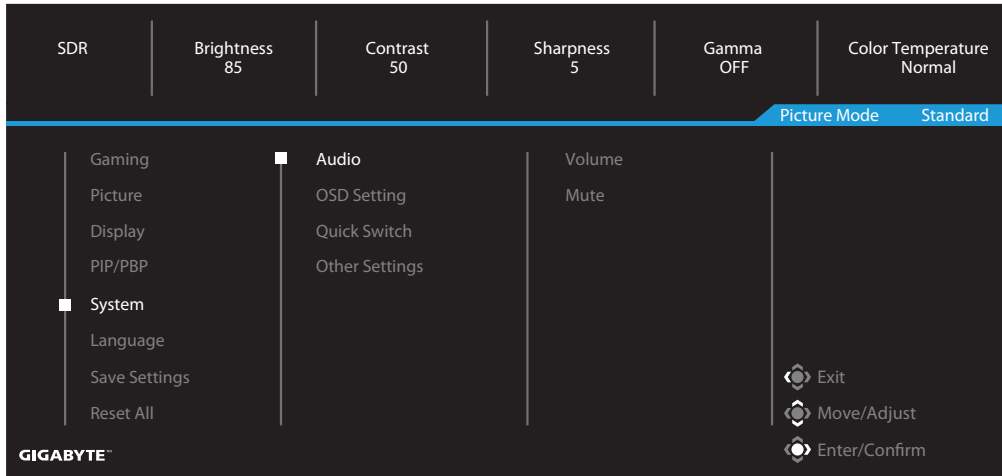 SDR
Brightness
85
Contrast
50
Sharpness
5
Gamma
OFF
Color Temperature
Normal
Picture Mode Standard
Gaming
Picture
Display
PIP/PBP
System
Language
Save Settings
Reset All
Audio
OSD Setting
Quick Switch
Other Settings
Volume
Mute
Exit
Move/Adjust
Enter/Confirm
GIGABYTE™